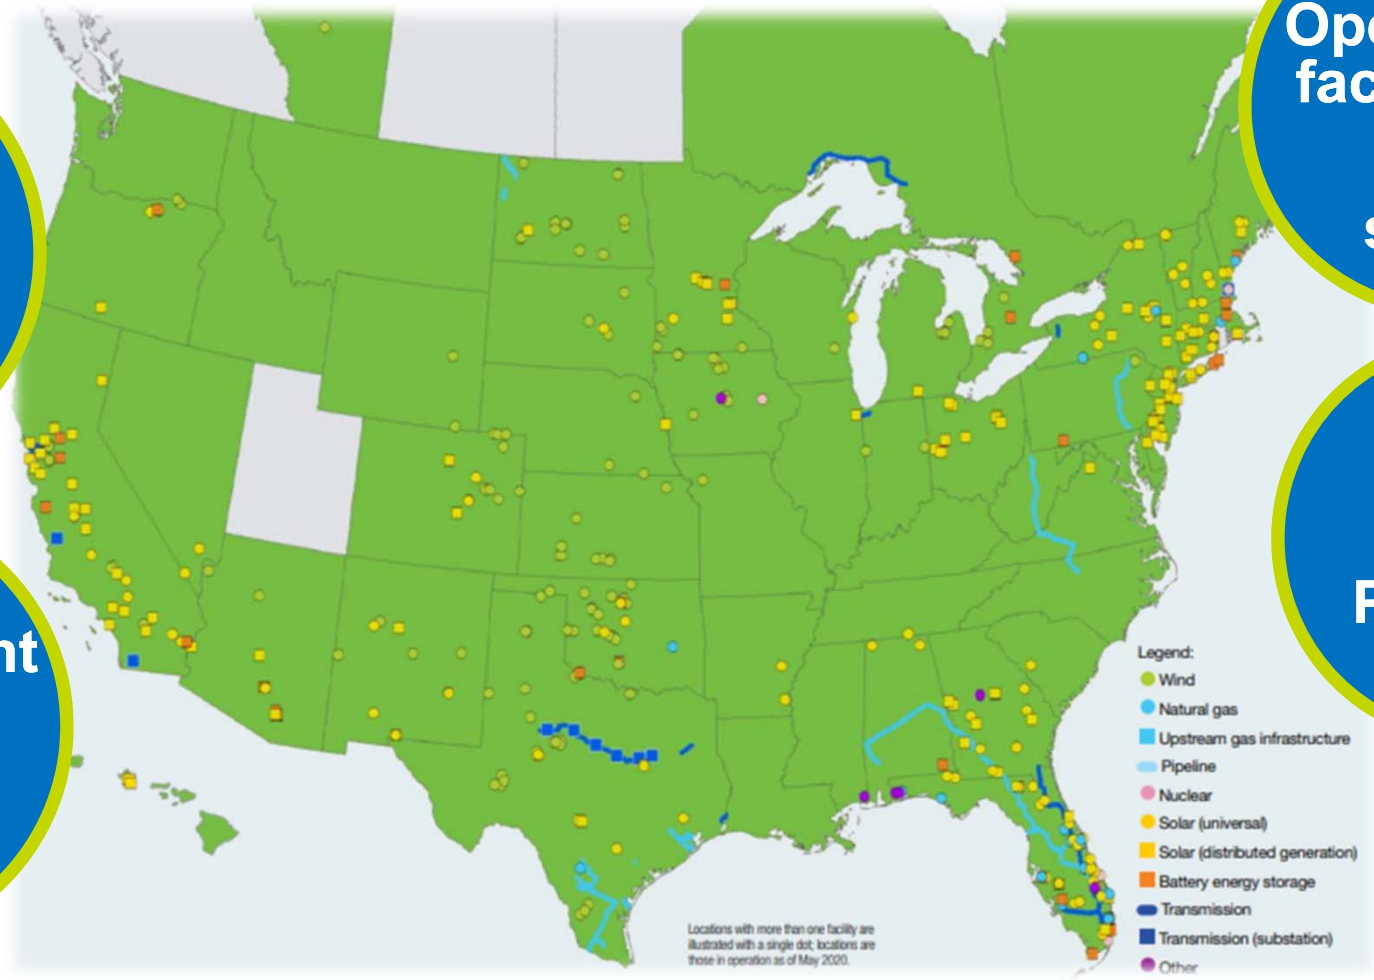 Ope
fac
s
nt
F
Legend:
Wind
Natural gas
Upstream gas infrastructure
Pipeline
Nuclear
Solar (universal)
Solar (distributed generation)
Battery energy storage
Transmission
Transmission (substation)
Other
Locations with more than one facility are
illustrated with a single dot; locations are
those in operation as of May 2020.